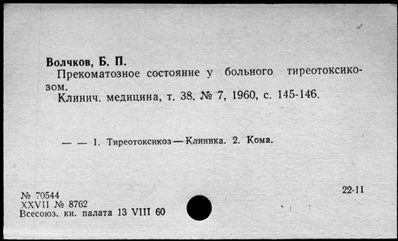 Волчков, Б. П.
Прекоматозное состояние у больного тиреотоксико-
зом.
Клинич. медицина, т. 38, № 7, 1960, с. 145-146.
— — 1. Тиреотоксикоз — Клиника. 2. Кома.
№ 70544
22-11
XXVII № 8762
Всесоюз. кн. палата 13 VIII 60